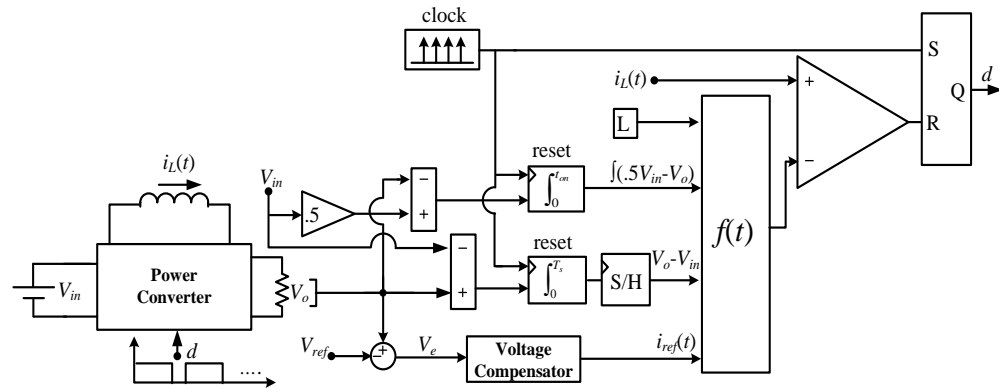 clock
S
i_L(t)
d
+
Q
L
R
reset
−
i_L(t)
V_in
−
∫_0^{t_on}
∫(.5V_in-V_o)
.5
+
f(t)
−
reset
V_o-V_in
Power
Converter
∫_0^{T_s}
S/H
V_in
V_o
+
V_ref
+
−
V_e
Voltage
Compensator
i_ref(t)
d
....